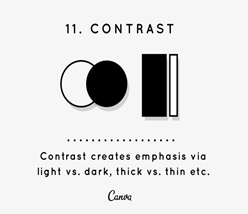 11. CONTRAST
Contrast creates emphasis via
light vs. dark, thick vs. thin etc.
Canva